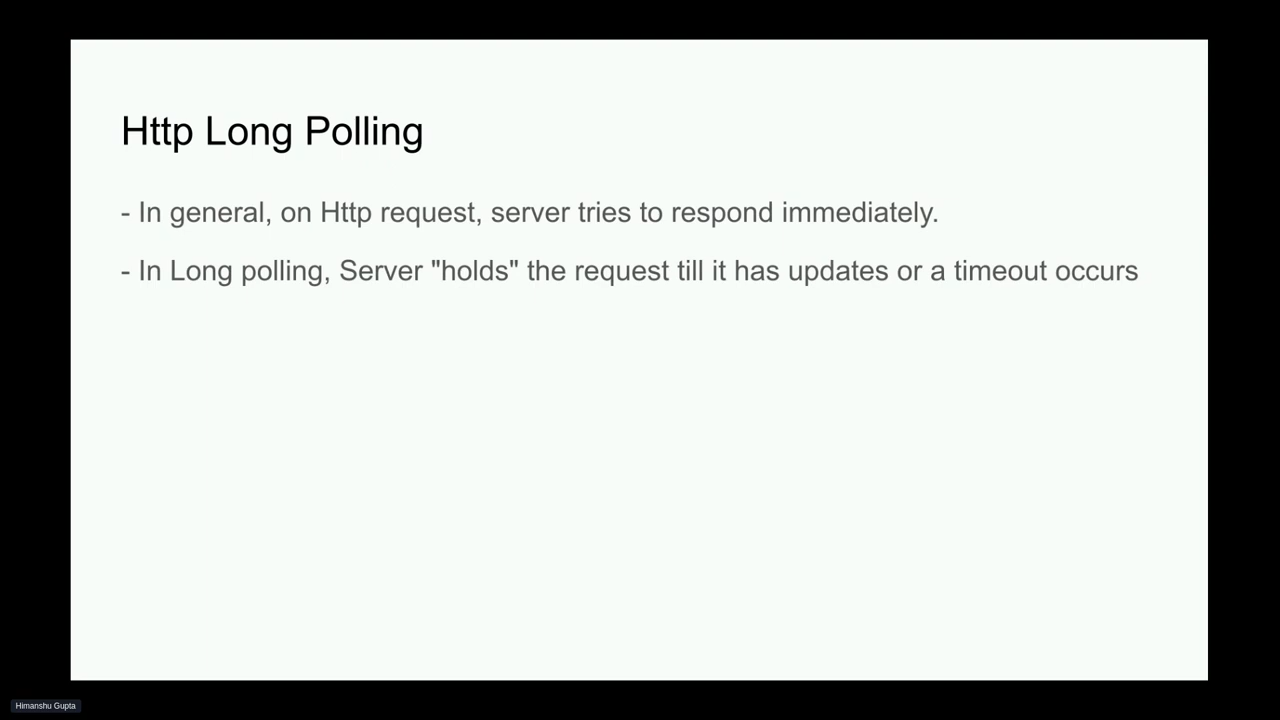 Http Long Polling
- In general, on Http request, server tries to respond immediately.
- In Long polling, Server "holds" the request till it has updates or a timeout occurs
Himanshu Gupta